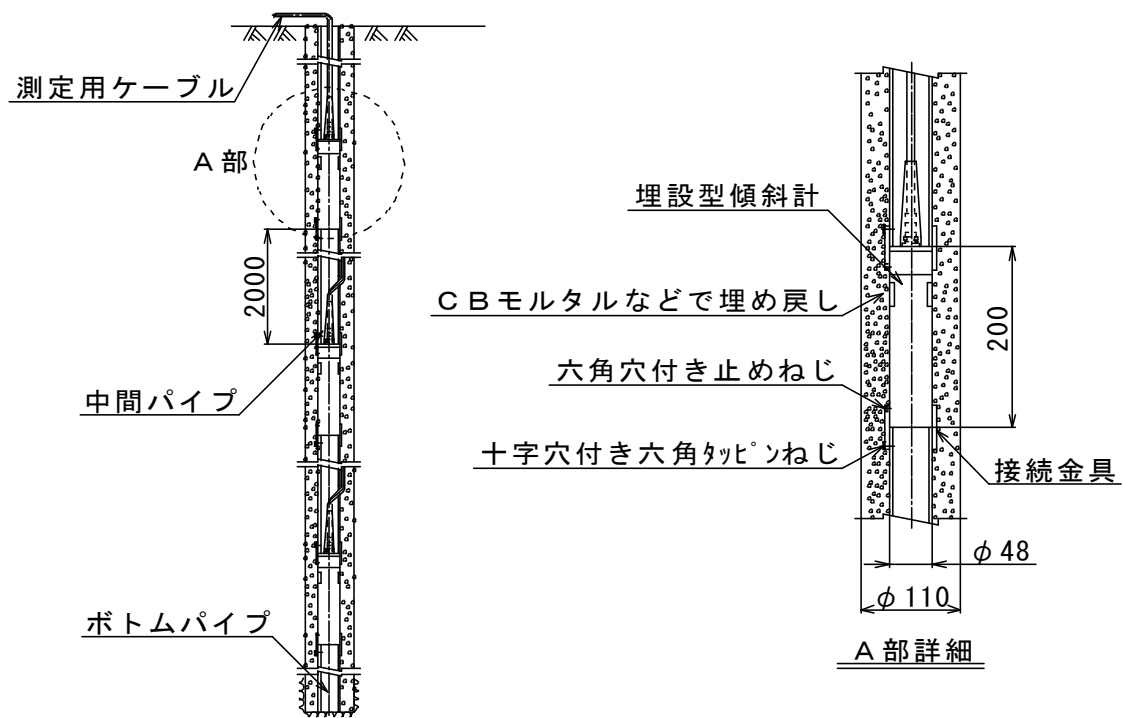 測定用ケーブル
A部
2000
中間パイプ
ボトムパイプ
埋設型傾斜計
CBモルタルなどで埋め戻し
六角穴付き止めねじ
十字穴付き六角ﾀｯﾋﾟﾝねじ
200
接続金具
φ48
φ110
A部詳細